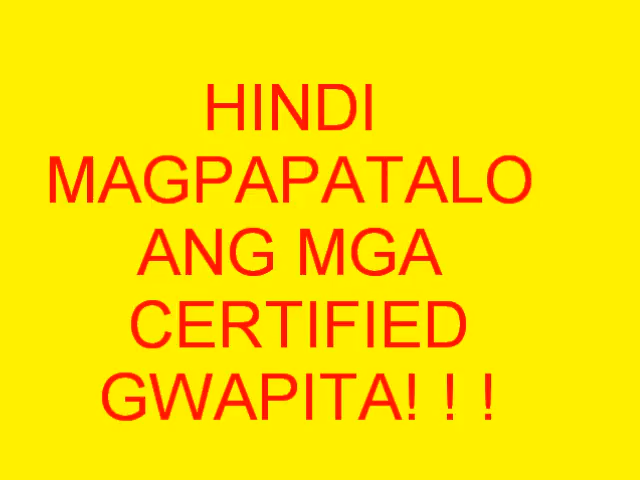 HINDI
MAGPAPATALO
ANG MGA
CERTIFIED
GWAPITA! ! !